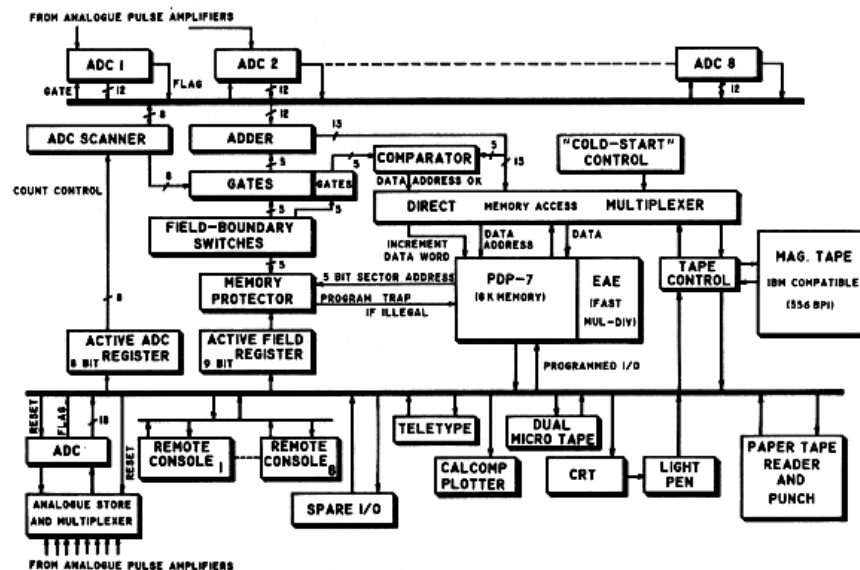 FROM ANALOGUE PULSE AMPLIFIERS
ADC 1
ADC 2
ADC 8
GATE
12
FLAG
12
12
8
12
13
ADC SCANNER
ADDER
COMPARATOR
5
13
"COLD-START"
CONTROL
COUNT CONTROL
8
5
5
GATES
GATES
DATA ADDRESS OK
DIRECT MEMORY ACCESS MULTIPLEXER
5
5
FIELD-BOUNDARY
SWITCHES
INCREMENT
DATA WORD
DATA
ADDRESS
DATA
5
MEMORY
PROTECTOR
5 BIT SECTOR ADDRESS
PROGRAM TRAP
IF ILLEGAL
PDP-7
(8K MEMORY)
EAE
(FAST
MUL-DIV)
TAPE
CONTROL
MAG. TAPE
IBM COMPATIBLE
(556 BPI)
8
ACTIVE ADC
REGISTER
8 BIT
ACTIVE FIELD
REGISTER
9 BIT
PROGRAMMED I/O
RESET
FLAG
18
RESET
ADC
REMOTE
CONSOLE 1
REMOTE
CONSOLE 8
TELETYPE
DUAL
MICRO TAPE
CALCOMP
PLOTTER
CRT
LIGHT
PEN
PAPER TAPE
READER
AND
PUNCH
ANALOGUE STORE
AND MULTIPLEXER
SPARE I/O
FROM ANALOGUE PULSE AMPLIFIERS